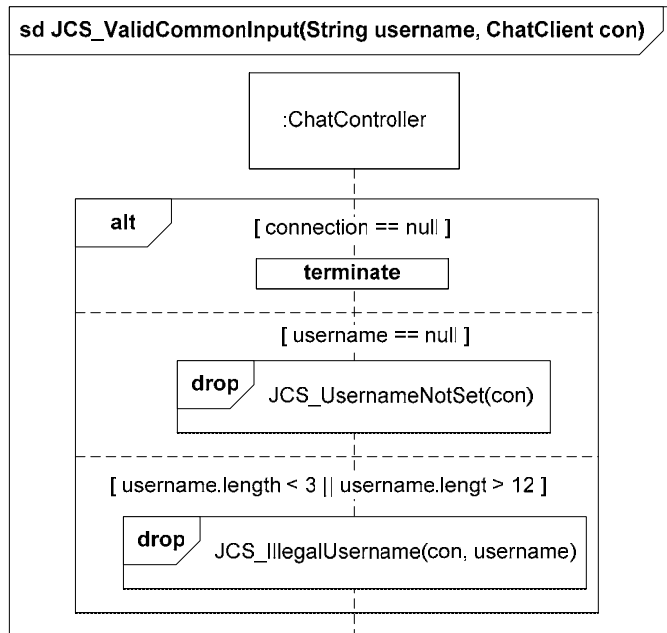 sd JCS_ValidCommonInput(String username, ChatClient con)
:ChatController
alt
[ connection == null ]
terminate
[ username == null ]
drop
JCS_UsernameNotSet(con)
[ username.length < 3 || username.lengt > 12 ]
drop
JCS_IllegalUsername(con, username)